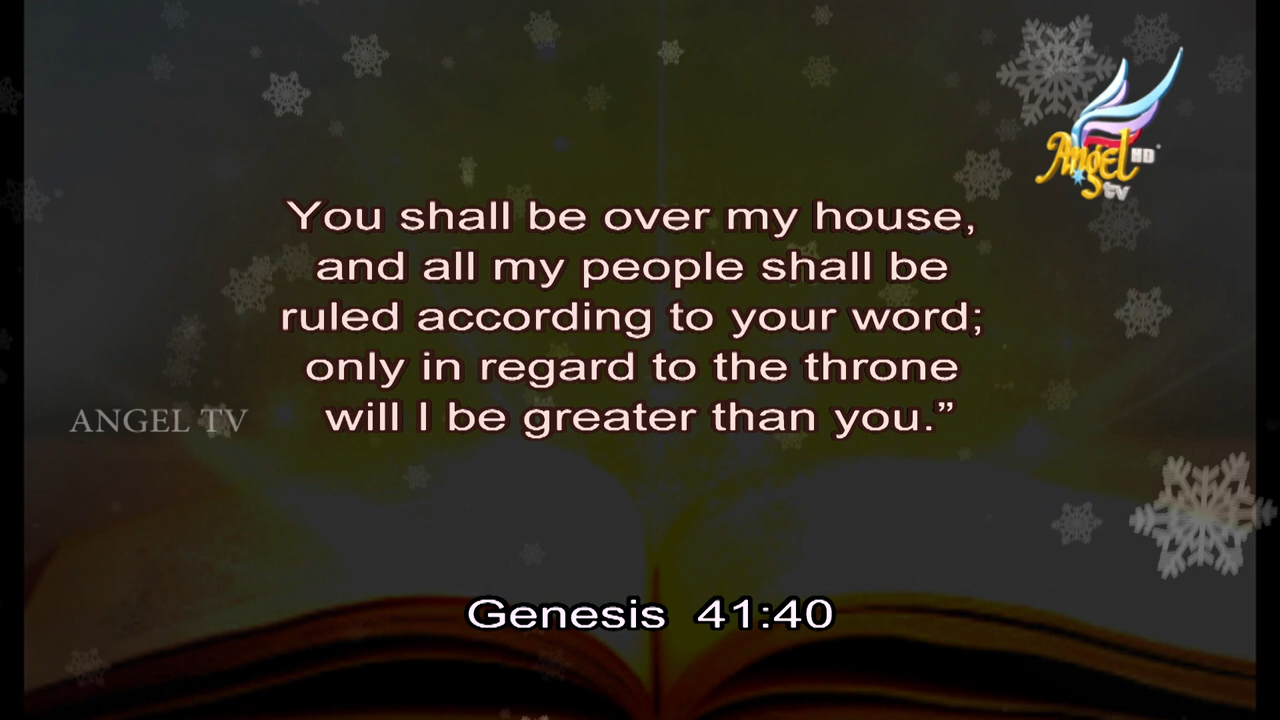 Angel HD
tv
You shall be over my house,
and all my people shall be
ruled according to your word;
only in regard to the throne
will I be greater than you.”
ANGEL TV
Genesis 41:40